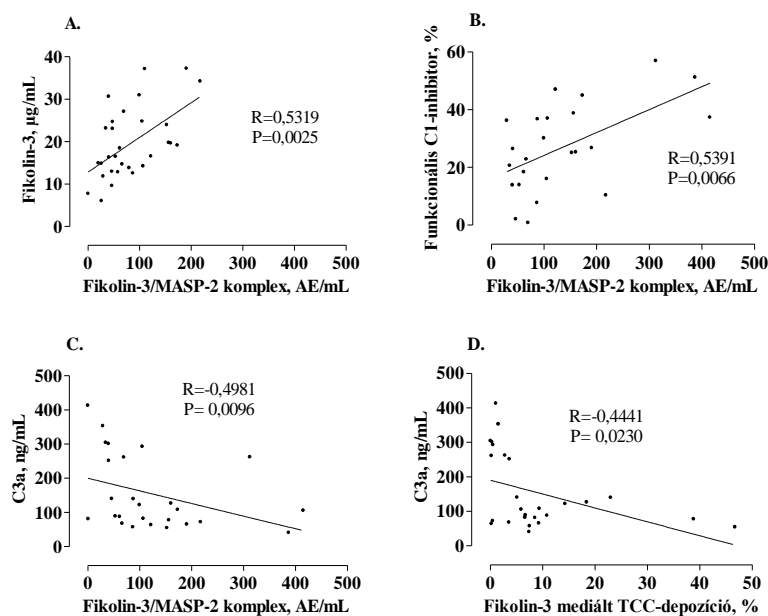 A.
Fikolin-3, µg/mL
40
30
20
10
0
R=0,5319
P=0,0025
0 100 200 300 400 500
Fikolin-3/MASP-2 komplex, AE/mL
B.
Funkcionális C1-inhibitor, %
60
40
20
0
R=0,5391
P=0,0066
0 100 200 300 400 500
Fikolin-3/MASP-2 komplex, AE/mL
C.
C3a, ng/mL
500
400
300
200
100
0
R=-0,4981
P= 0,0096
0 100 200 300 400 500
Fikolin-3/MASP-2 komplex, AE/mL
D.
C3a, ng/mL
500
400
300
200
100
0
R=-0,4441
P= 0,0230
0 10 20 30 40 50
Fikolin-3 mediált TCC-depozíció, %